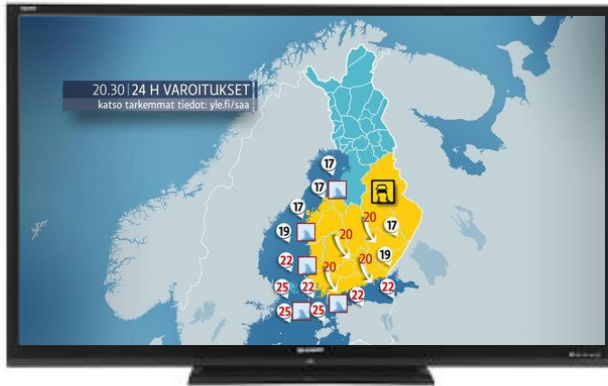 20.30 | 24 H VAROITUKSET
katso tarkemmat tiedot: yle.fi/saa
17
17
17 20 17
19 20
22 20 20 19
25 22 22 22
25 25